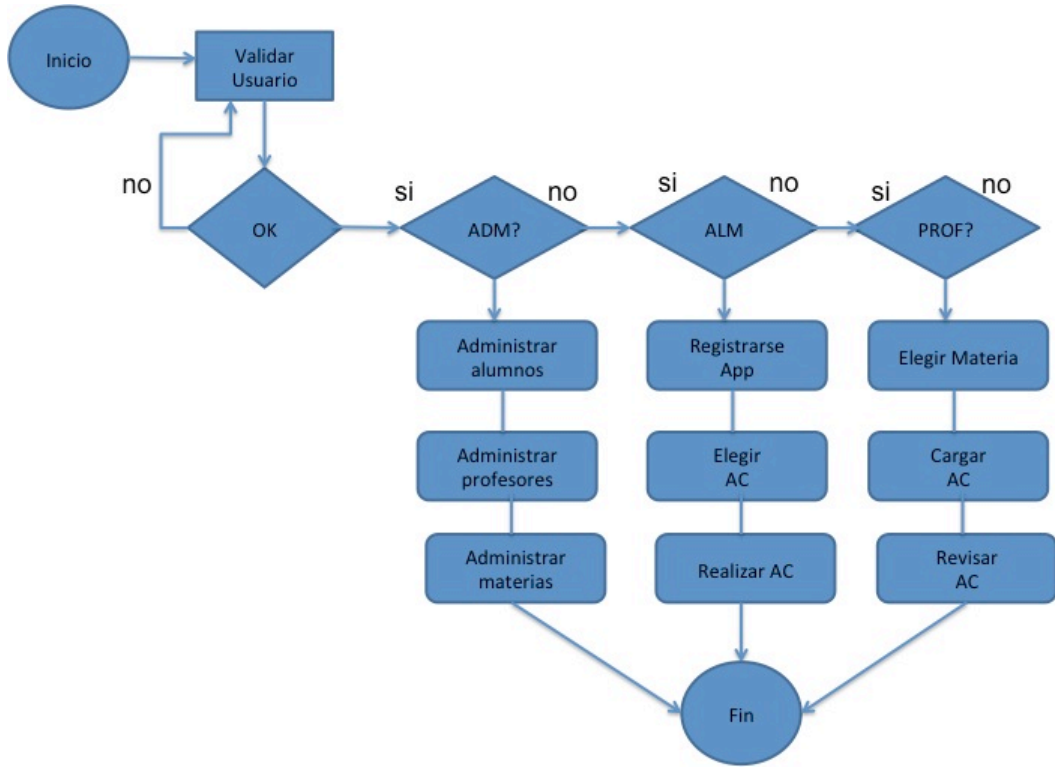 Inicio
Validar
Usuario
no
OK
si
ADM?
no
si
ALM
no
si
PROF?
no
Administrar
alumnos
Registrarse
App
Elegir Materia
Administrar
profesores
Elegir
AC
Cargar
AC
Administrar
materias
Realizar AC
Revisar
AC
Fin